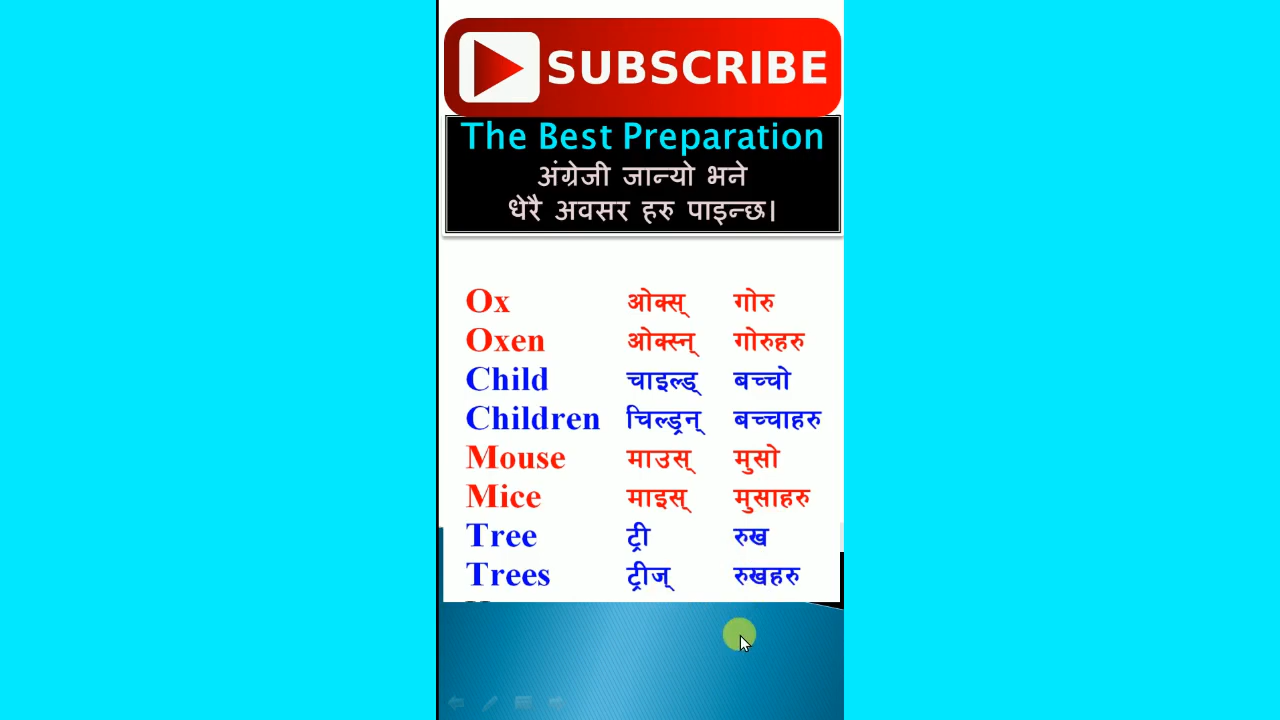 SUBSCRIBE
The Best Preparation
अंग्रेजी जान्यो भने
धेरै अवसर हरु पाइन्छ।
Ox ओक्स् गोरु
Oxen ओक्स्न् गोरुहरु
Child चाइल्ड् बच्चो
Children चिल्ड्रन् बच्चाहरु
Mouse माउस् मुसो
Mice माइस् मुसाहरु
Tree ट्री रुख
Trees ट्रीज् रुखहरु